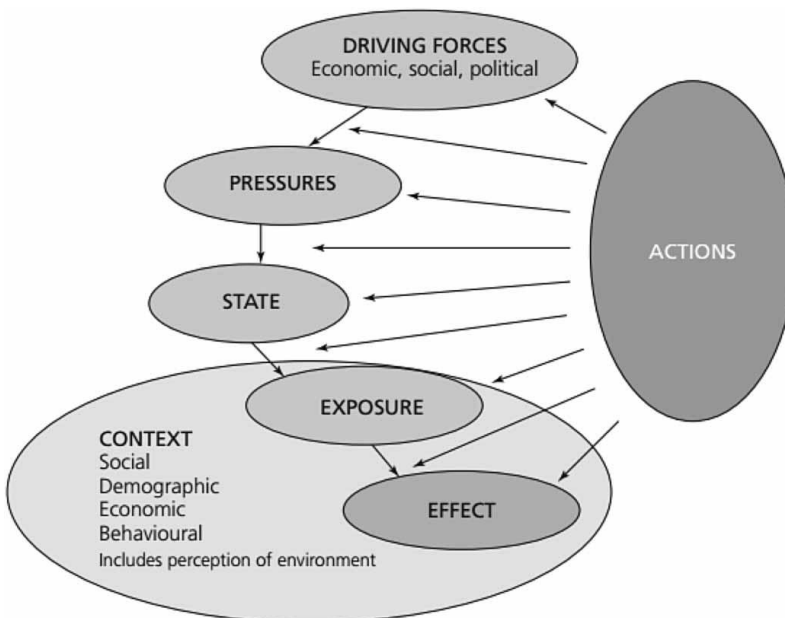 DRIVING FORCES
Economic, social, political
PRESSURES
ACTIONS
STATE
EXPOSURE
CONTEXT
Social
Demographic
Economic
Behavioural
Includes perception of environment
EFFECT